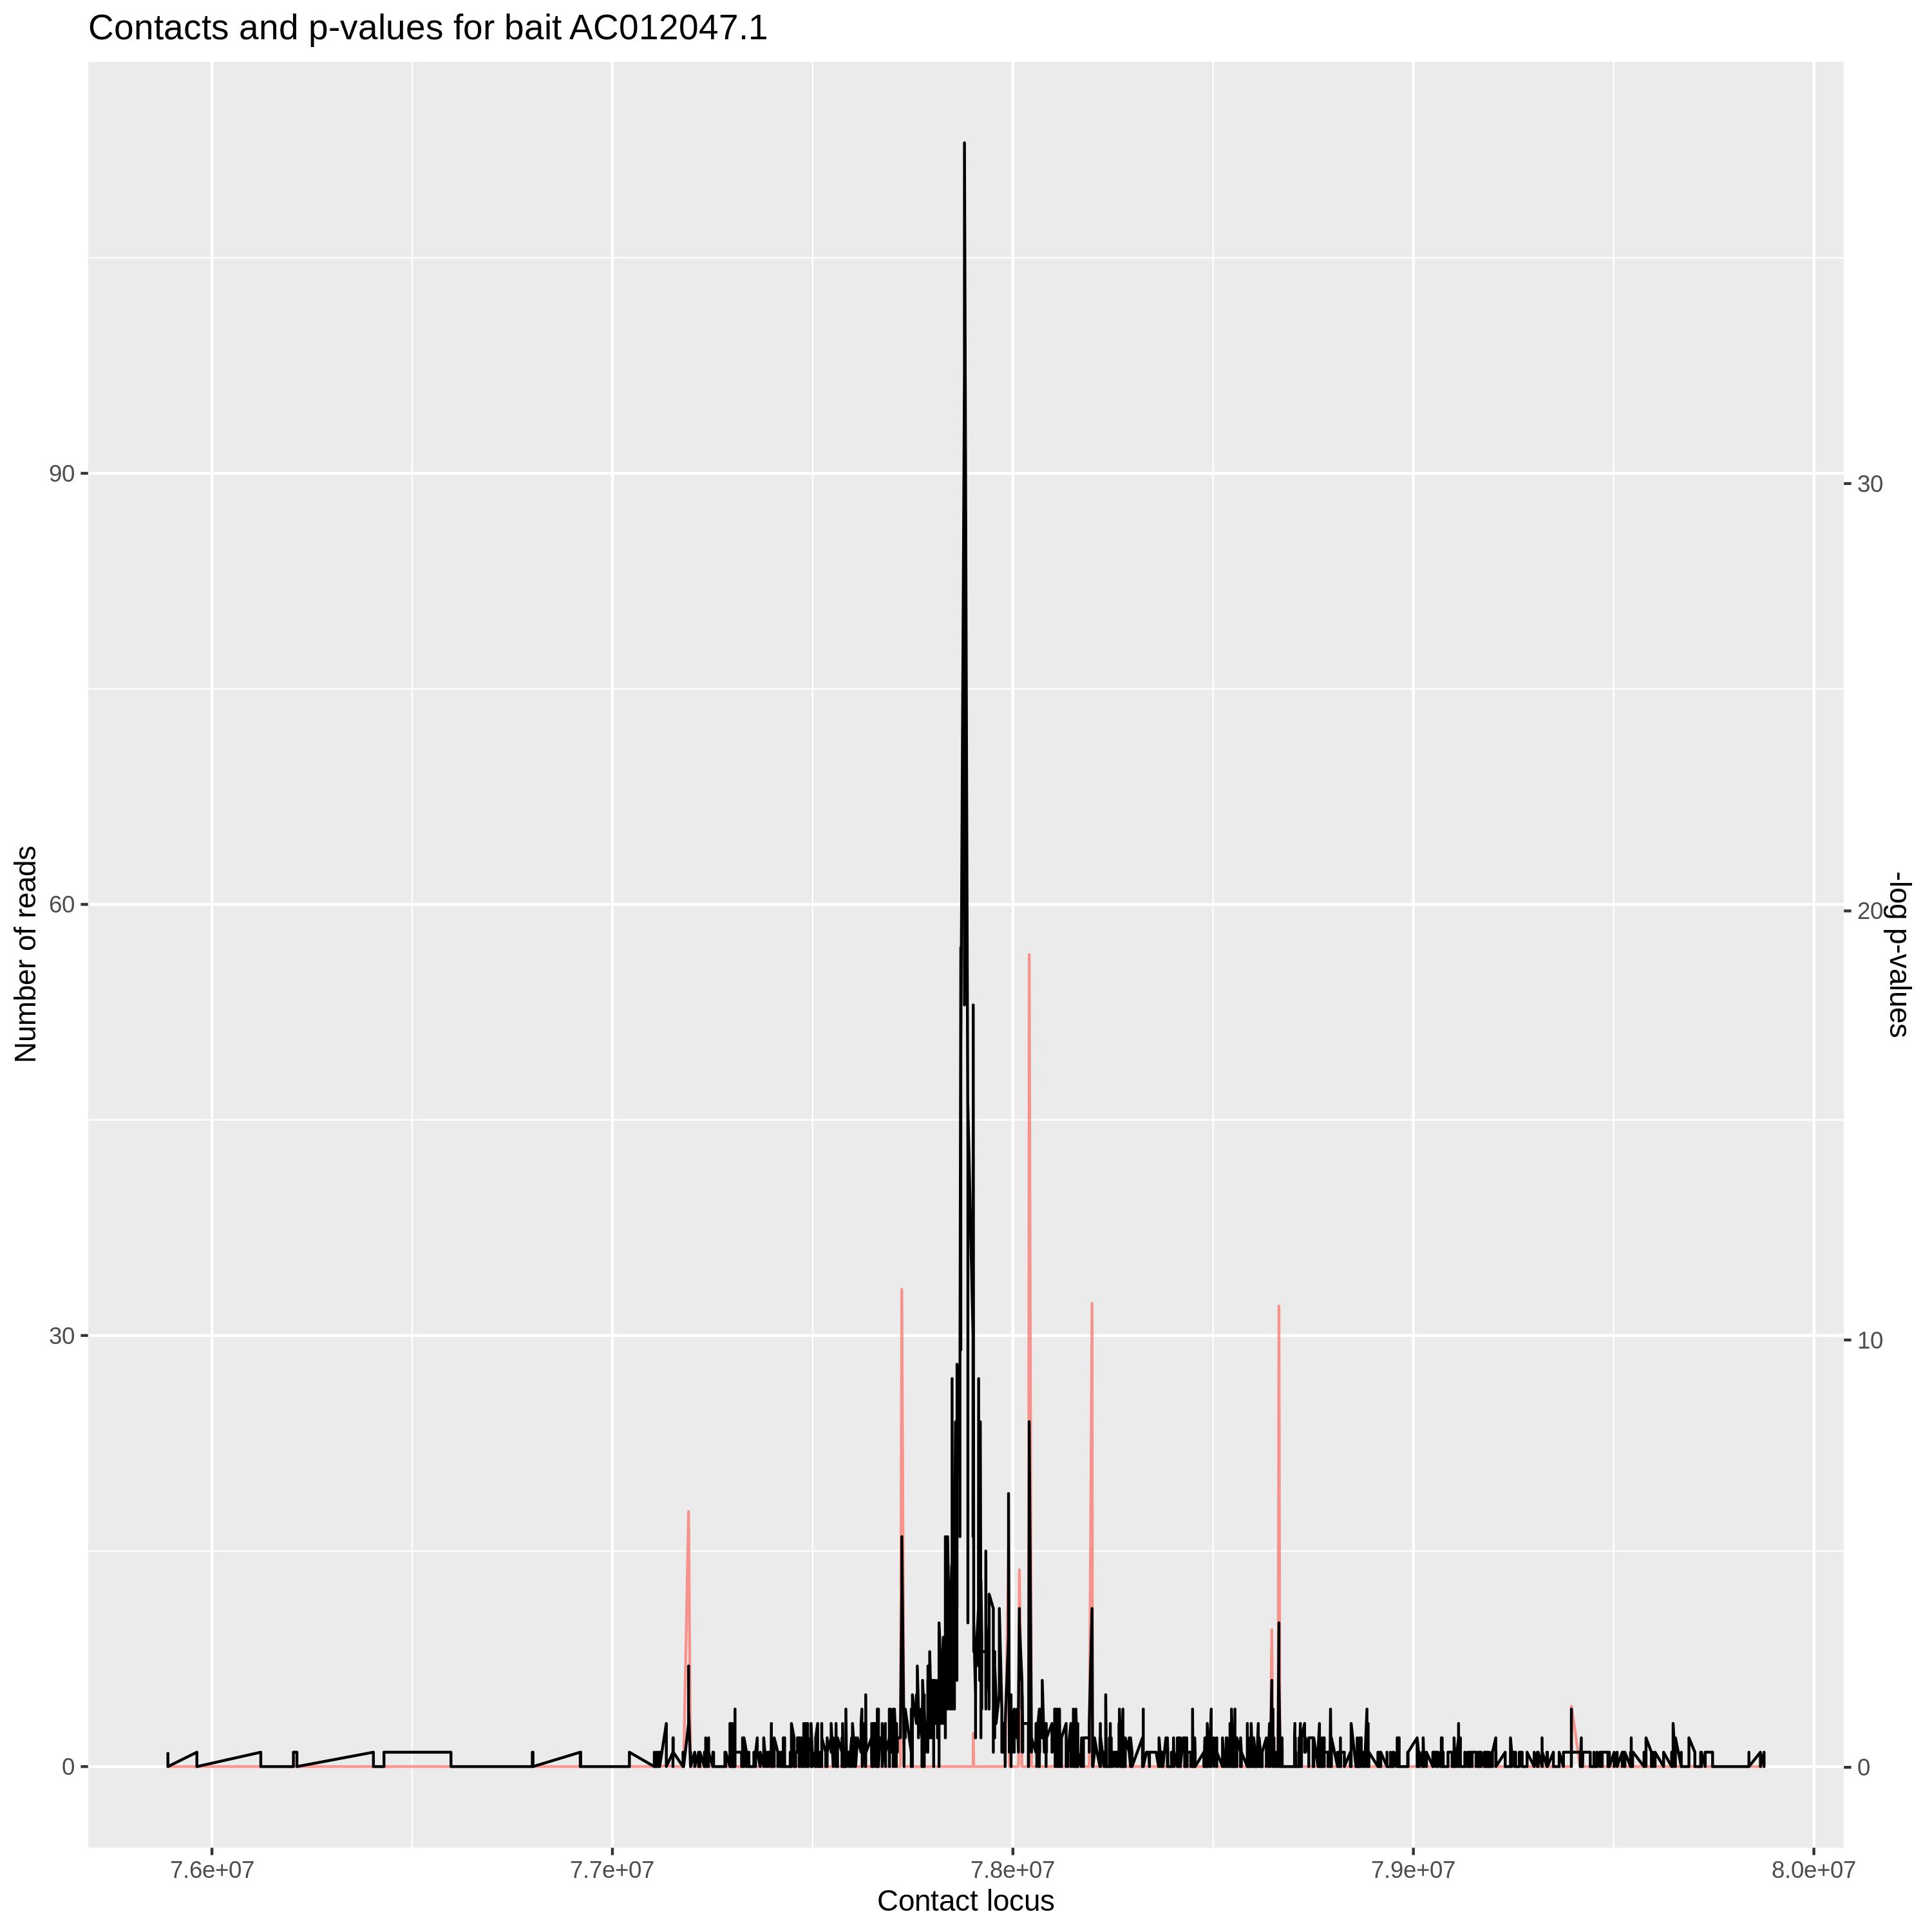 Contacts and p-values for bait AC012047.1
90
60
30
0
Number of reads
30
20
10
0
-log p-values
7.6e+07 7.7e+07 7.8e+07 7.9e+07 8.0e+07
Contact locus